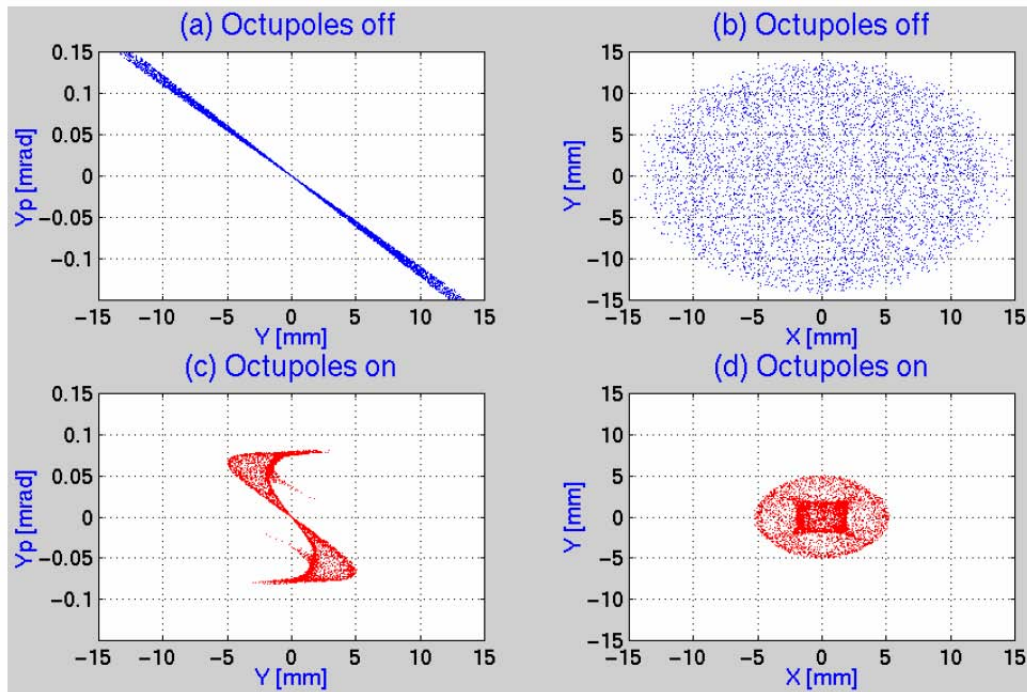 (a) Octupoles off
0.15
0.1
0.05
0
−0.05
−0.1
Yp [mrad]
−15 −10 −5 0 5 10 15
Y [mm]
(b) Octupoles off
15
10
5
0
−5
−10
−15
Y [mm]
−15 −10 −5 0 5 10 15
X [mm]
(c) Octupoles on
0.15
0.1
0.05
0
−0.05
−0.1
Yp [mrad]
−15 −10 −5 0 5 10 15
Y [mm]
(d) Octupoles on
15
10
5
0
−5
−10
−15
Y [mm]
−15 −10 −5 0 5 10 15
X [mm]